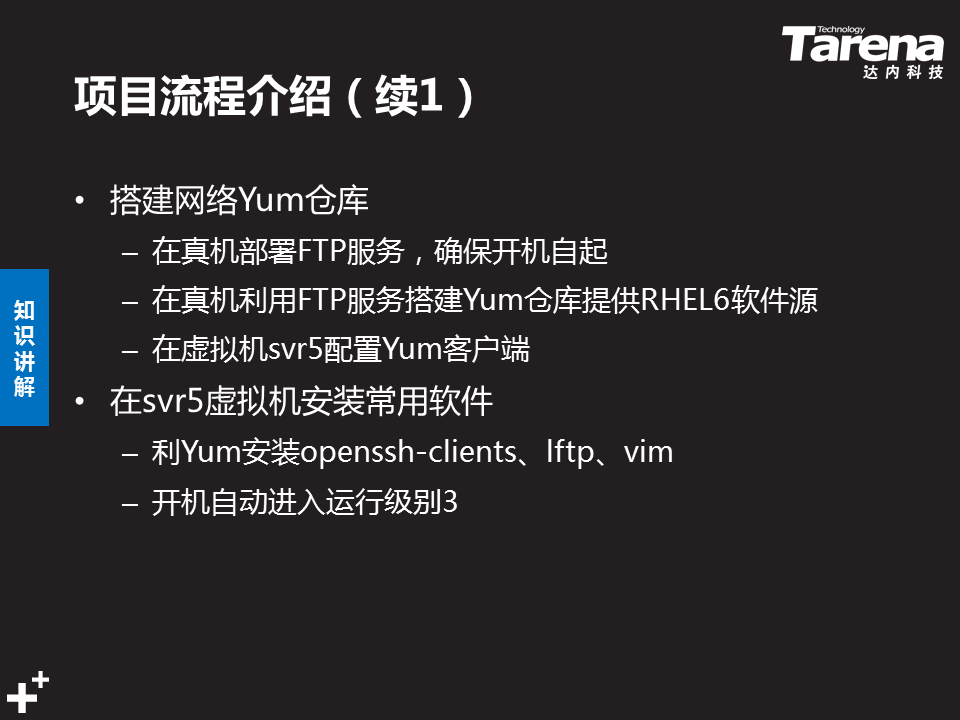 Technology
Tarena
达内科技
项目流程介绍（续1）
• 搭建网络Yum仓库
– 在真机部署FTP服务，确保开机自起
– 在真机利用FTP服务搭建Yum仓库提供RHEL6软件源
– 在虚拟机svr5配置Yum客户端
• 在svr5虚拟机安装常用软件
– 利Yum安装openssh-clients、lftp、vim
– 开机自动进入运行级别3
知识讲解